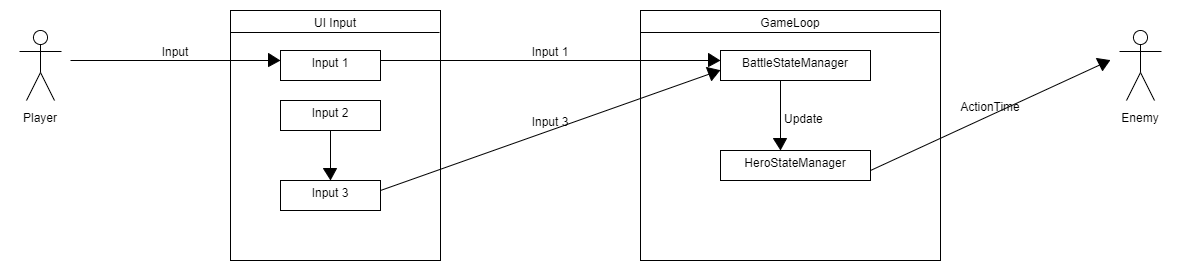 UI Input
GameLoop
Input
Input 1
Input 1
BattleStateManager
Player
Input 2
Input 3
Update
ActionTime
Enemy
Input 3
HeroStateManager